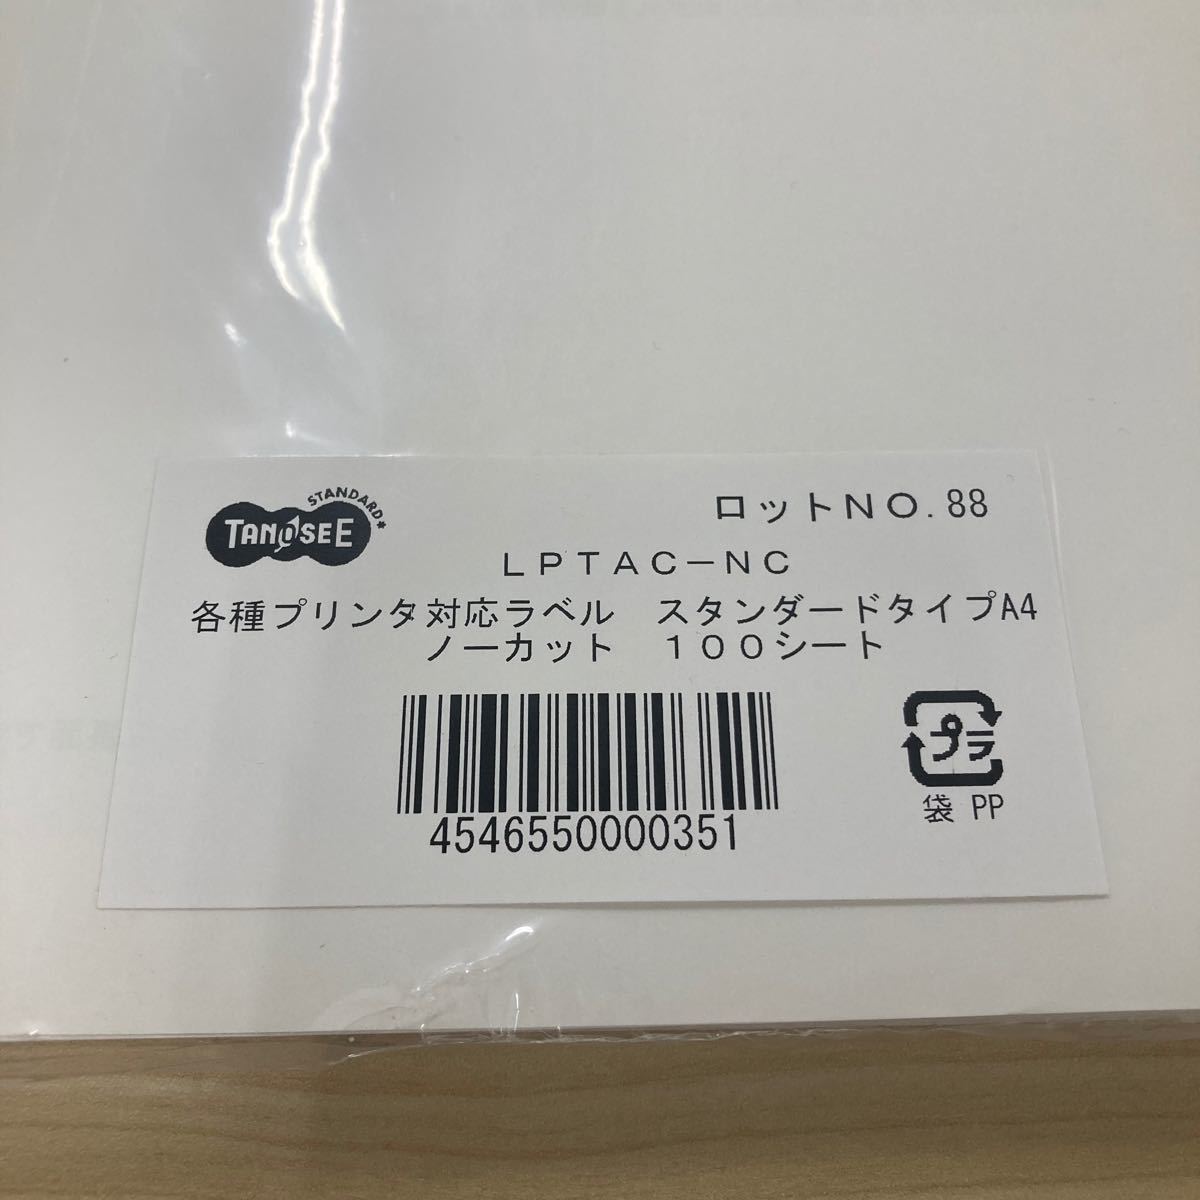 STANDARD*
TANOSEE
ロットNO.88
LPTAC-NC
各種プリンタ対応ラベル　スタンダードタイプA4
ノーカット　100シート
プラ
4546550000351
袋 PP